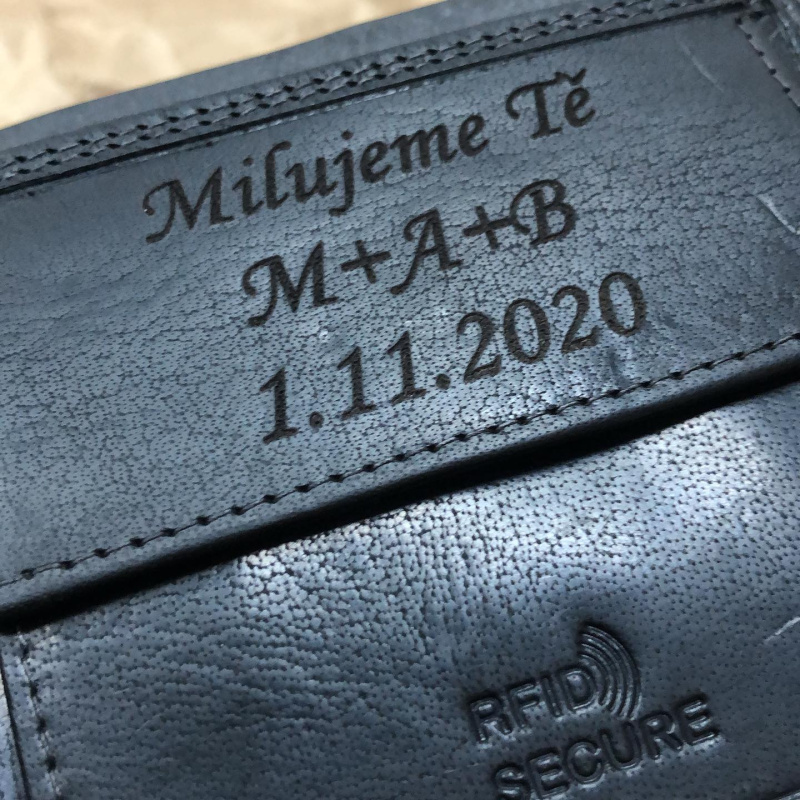 Milujeme Tě
M+A+B
1.11.2020
RFID
SECURE